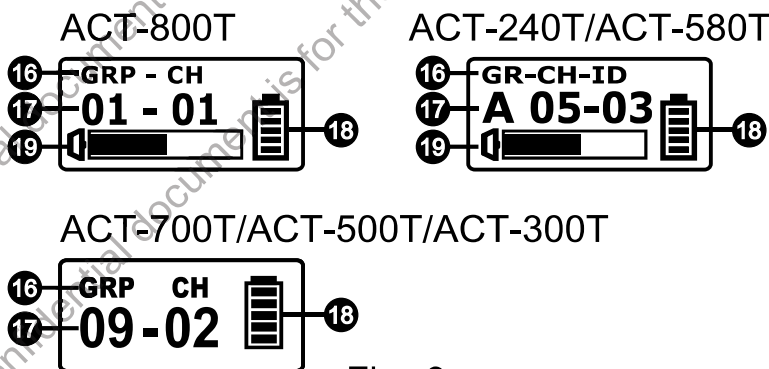 ACT-800T
16 GRP - CH
17 01 - 01
19
18
ACT-240T/ACT-580T
16 GR-CH-ID
17 A 05-03
19
18
ACT-700T/ACT-500T/ACT-300T
16 GRP CH
17 09-02
18